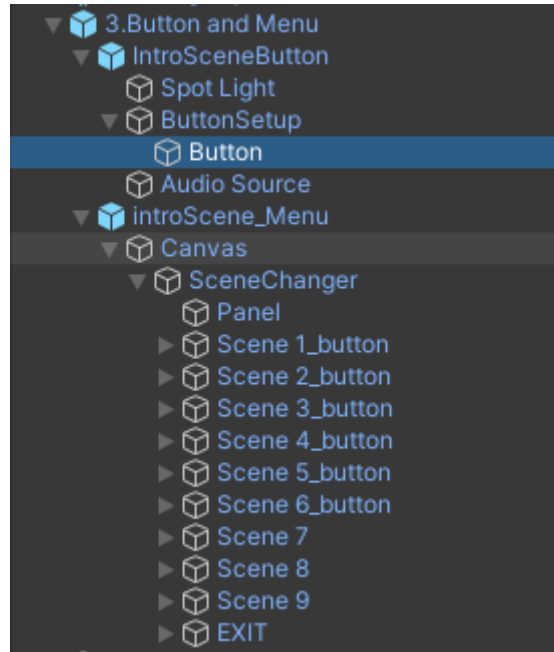 3.Button and Menu
IntroSceneButton
Spot Light
ButtonSetup
Button
Audio Source
introScene_Menu
Canvas
SceneChanger
Panel
Scene 1_button
Scene 2_button
Scene 3_button
Scene 4_button
Scene 5_button
Scene 6_button
Scene 7
Scene 8
Scene 9
EXIT